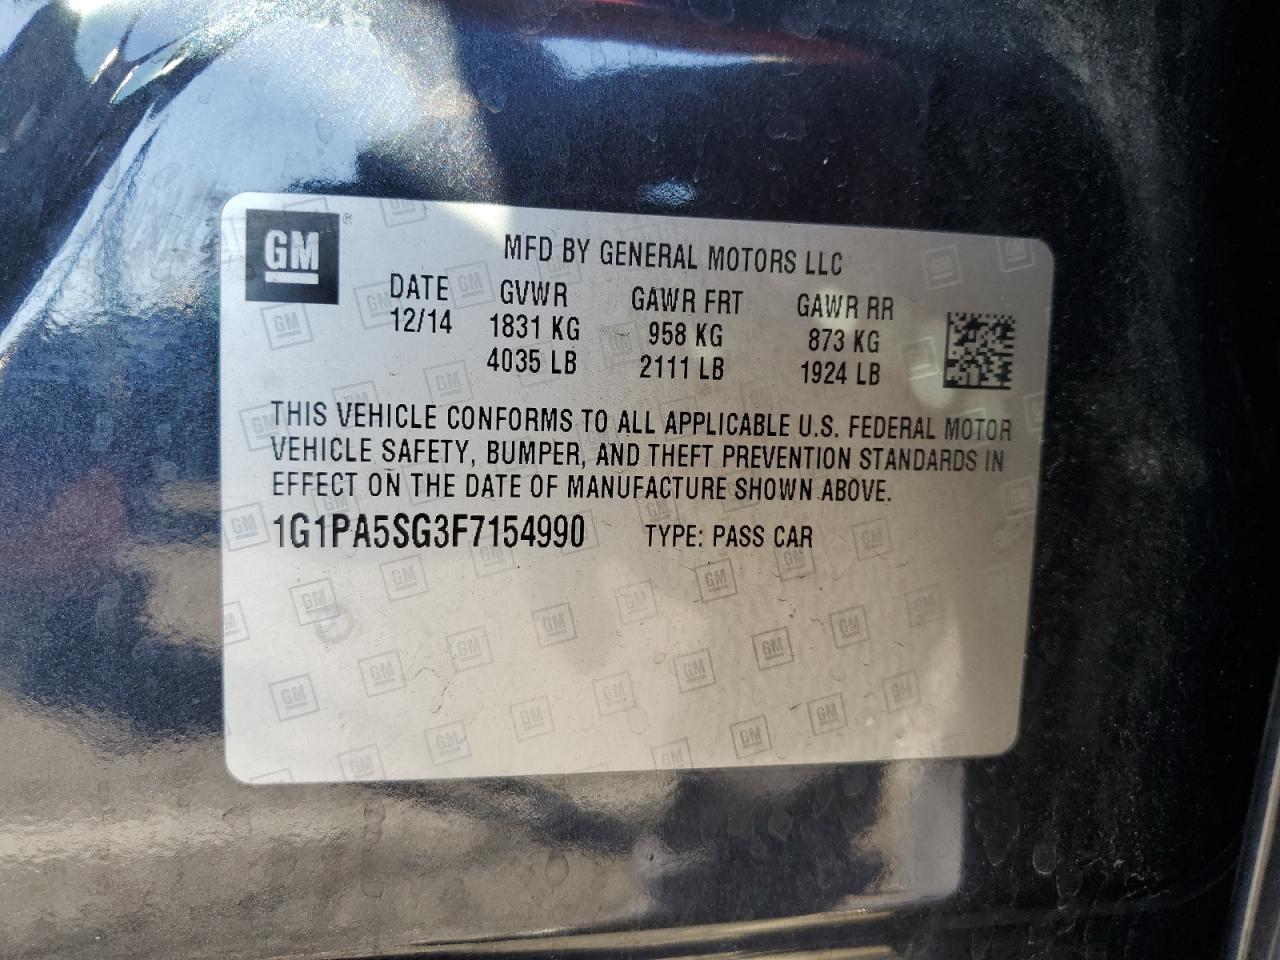 GM ®
MFD BY GENERAL MOTORS LLC
DATE GVWR GAWR FRT GAWR RR
12/14 1831 KG 958 KG 873 KG
4035 LB 2111 LB 1924 LB
THIS VEHICLE CONFORMS TO ALL APPLICABLE U.S. FEDERAL MOTOR
VEHICLE SAFETY, BUMPER, AND THEFT PREVENTION STANDARDS IN
EFFECT ON THE DATE OF MANUFACTURE SHOWN ABOVE.
1G1PA5SG3F7154990 TYPE: PASS CAR